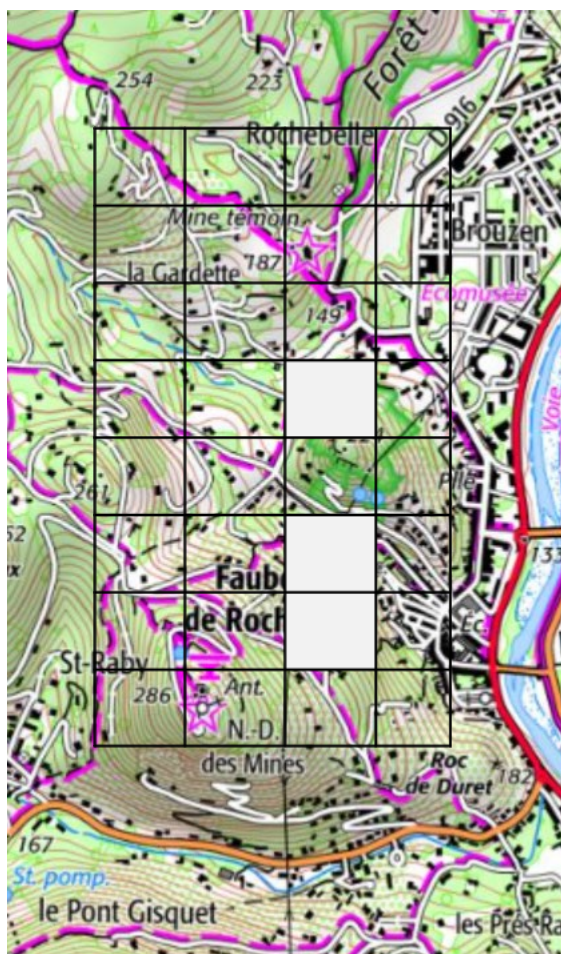 254
223
Forêt
Rochebelle
D 916
Mine témoin
Brouzen
187
la Gardette
Ecomusée
149
Voie
Pile
261
133
Faub
de Roch
Éc.
St-Raby
286
Ant.
N.-D.
des Mines
Roc
de Duret
182
167
St. pomp.
le Pont Gisquet
les Prés-Ra